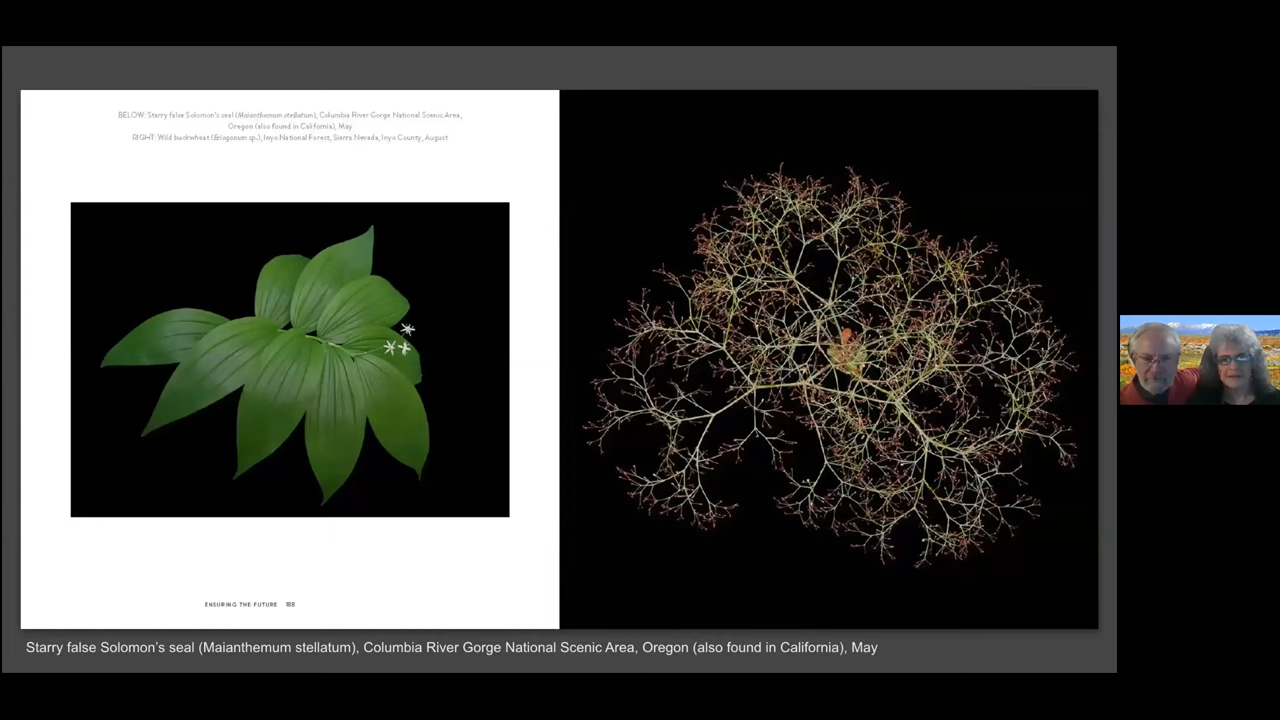 BELOW: Starry false Solomon's seal (Maianthemum stellatum), Columbia River Gorge National Scenic Area,
Oregon (also found in California), May
RIGHT: Wild buckwheat (Eriogonum sp.), Inyo National Forest, Sierra Nevada, Inyo County, August
ENSURING THE FUTURE 188
Starry false Solomon’s seal (Maianthemum stellatum), Columbia River Gorge National Scenic Area, Oregon (also found in California), May